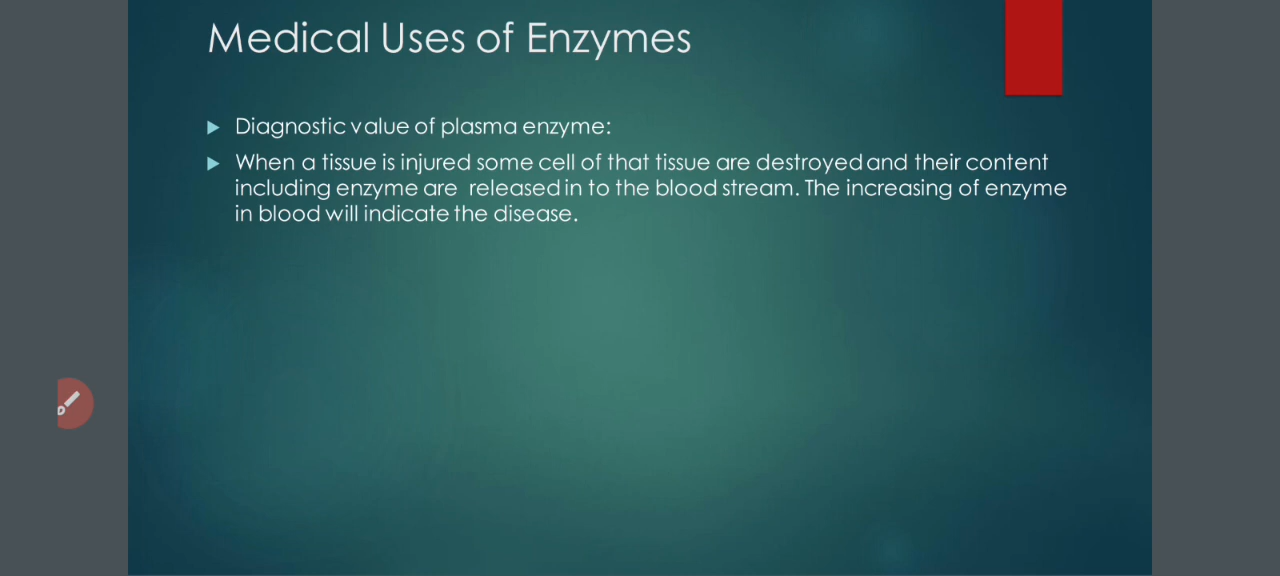 Medical Uses of Enzymes
Diagnostic value of plasma enzyme:
When a tissue is injured some cell of that tissue are destroyed and their content
including enzyme are released in to the blood stream. The increasing of enzyme
in blood will indicate the disease.